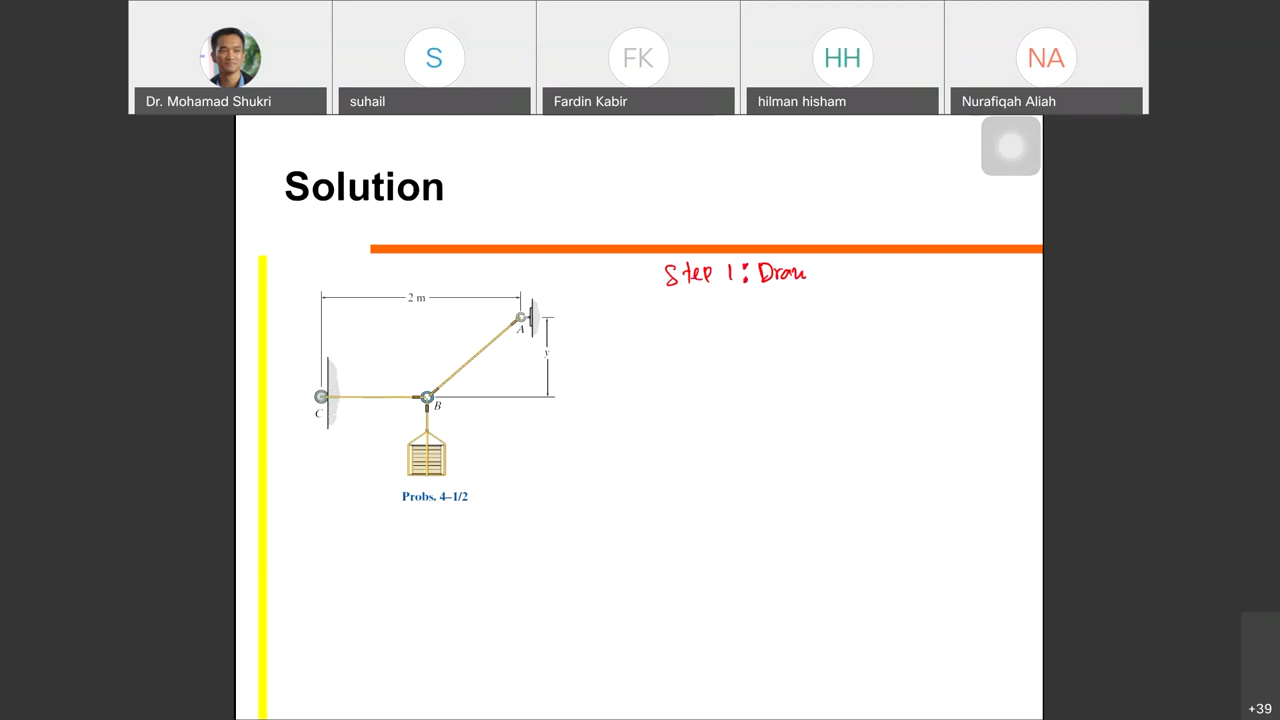 S
FK
HH
NA
Dr. Mohamad Shukri
suhail
Fardin Kabir
hilman hisham
Nurafiqah Aliah
Solution
Step 1: Draw
2 m
A
y
B
C
Probs. 4–1/2
+39